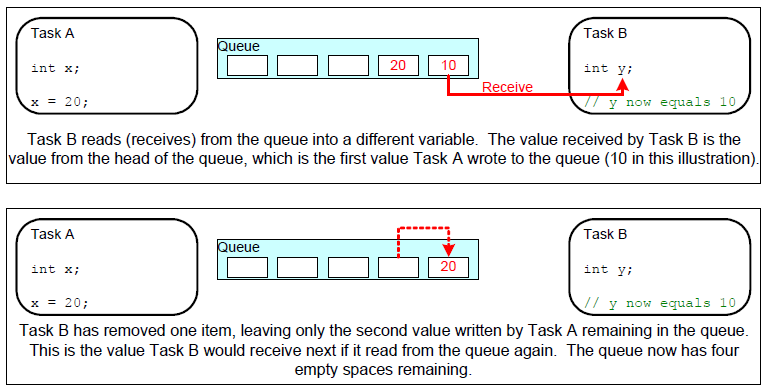 Task A
int x;
x = 20;
Queue
20 10
Receive
Task B
int y;
// y now equals 10
Task B reads (receives) from the queue into a different variable.  The value received by Task B is the
value from the head of the queue, which is the first value Task A wrote to the queue (10 in this illustration).
Task A
int x;
x = 20;
Queue
20
Task B
int y;
// y now equals 10
Task B has removed one item, leaving only the second value written by Task A remaining in the queue.
This is the value Task B would receive next if it read from the queue again.  The queue now has four
empty spaces remaining.